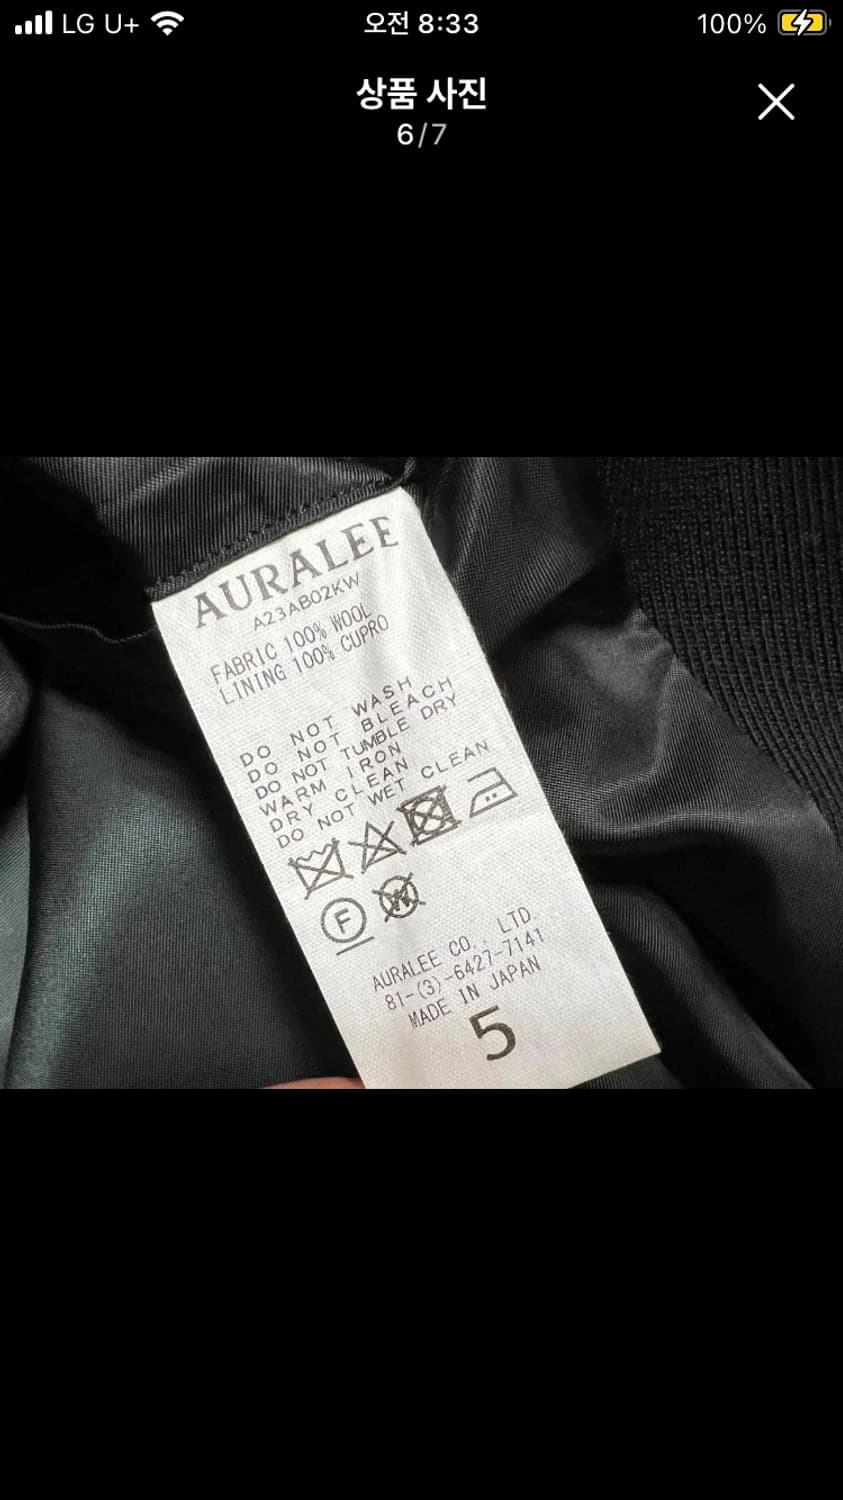 LG U+
오전 8:33
100%
상품 사진
6/7
AURALEE
A23AB02KW
FABRIC 100% WOOL
LINING 100% CUPRO
DO NOT WASH
DO NOT BLEACH
DO NOT TUMBLE DRY
WARM IRON
DRY CLEAN
DO NOT WET CLEAN
F
W
AURALEE CO., LTD.
81-(3)-6427-7141
MADE IN JAPAN
5